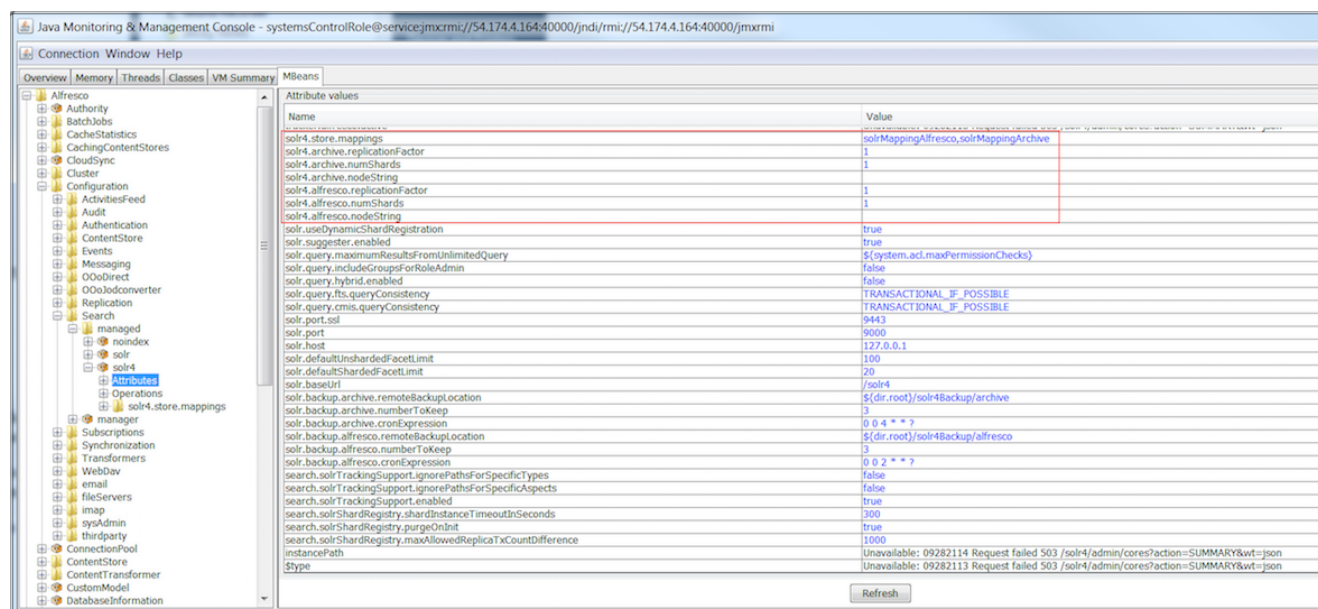 Java Monitoring & Management Console - systemsControlRole@service:jmx:rmi://54.174.4.164:40000/jndi/rmi://54.174.4.164:40000/jmxrmi
Connection Window Help
Overview Memory Threads Classes VM Summary MBeans
Alfresco
Authority
BatchJobs
CacheStatistics
CachingContentStores
CloudSync
Cluster
Configuration
ActivitiesFeed
Audit
Authentication
ContentStore
Events
Messaging
OOoDirect
OOoJodconverter
Replication
Search
managed
noindex
solr
solr4
Attributes
Operations
solr4.store.mappings
manager
Subscriptions
Synchronization
Transformers
WebDav
email
fileServers
imap
sysAdmin
thirdparty
ConnectionPool
ContentStore
ContentTransformer
CustomModel
DatabaseInformation
Attribute values
Name Value
solr4.store.mappings solrMappingAlfresco,solrMappingArchive
solr4.archive.replicationFactor 1
solr4.archive.numShards 1
solr4.archive.nodeString
solr4.alfresco.replicationFactor 1
solr4.alfresco.numShards 1
solr4.alfresco.nodeString
solr.useDynamicShardRegistration true
solr.suggester.enabled true
solr.query.maximumResultsFromUnlimitedQuery ${system.acl.maxPermissionChecks}
solr.query.includeGroupsForRoleAdmin false
solr.query.hybrid.enabled false
solr.query.fts.queryConsistency TRANSACTIONAL_IF_POSSIBLE
solr.query.cmis.queryConsistency TRANSACTIONAL_IF_POSSIBLE
solr.port.ssl 9443
solr.port 9000
solr.host 127.0.0.1
solr.defaultUnshardedFacetLimit 100
solr.defaultShardedFacetLimit 20
solr.baseUrl /solr4
solr.backup.archive.remoteBackupLocation ${dir.root}/solr4Backup/archive
solr.backup.archive.numberToKeep 3
solr.backup.archive.cronExpression 0 0 4 * * ?
solr.backup.alfresco.remoteBackupLocation ${dir.root}/solr4Backup/alfresco
solr.backup.alfresco.numberToKeep 3
solr.backup.alfresco.cronExpression 0 0 2 * * ?
search.solrTrackingSupport.ignorePathsForSpecificTypes false
search.solrTrackingSupport.ignorePathsForSpecificAspects false
search.solrTrackingSupport.enabled true
search.solrShardRegistry.shardInstanceTimeoutInSeconds 300
search.solrShardRegistry.purgeOnInit true
search.solrShardRegistry.maxAllowedReplicaTxCountDifference 1000
instancePath Unavailable: 09282114 Request failed 503 /solr4/admin/cores?action=SUMMARY&wt=json
$type Unavailable: 09282113 Request failed 503 /solr4/admin/cores?action=SUMMARY&wt=json
Refresh